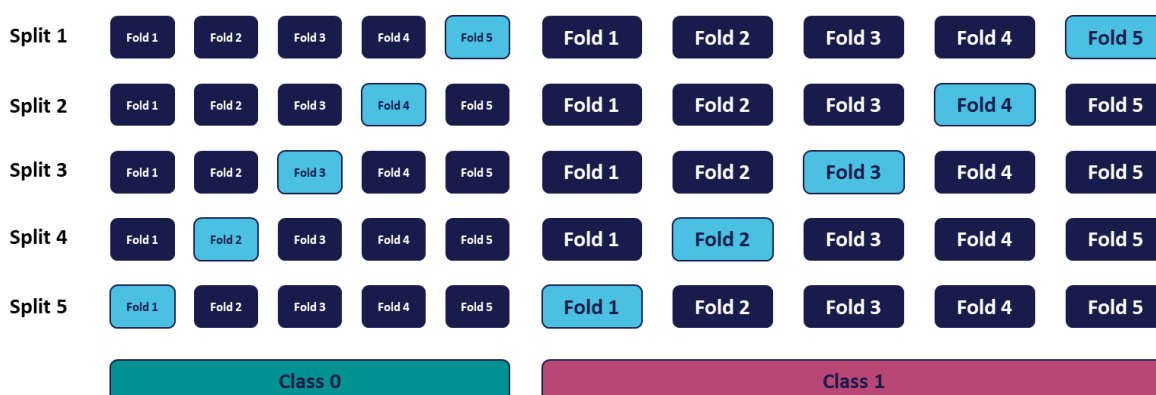 Split 1 Fold 1 Fold 2 Fold 3 Fold 4 Fold 5 Fold 1 Fold 2 Fold 3 Fold 4 Fold 5
Split 2 Fold 1 Fold 2 Fold 3 Fold 4 Fold 5 Fold 1 Fold 2 Fold 3 Fold 4 Fold 5
Split 3 Fold 1 Fold 2 Fold 3 Fold 4 Fold 5 Fold 1 Fold 2 Fold 3 Fold 4 Fold 5
Split 4 Fold 1 Fold 2 Fold 3 Fold 4 Fold 5 Fold 1 Fold 2 Fold 3 Fold 4 Fold 5
Split 5 Fold 1 Fold 2 Fold 3 Fold 4 Fold 5 Fold 1 Fold 2 Fold 3 Fold 4 Fold 5
Class 0 Class 1